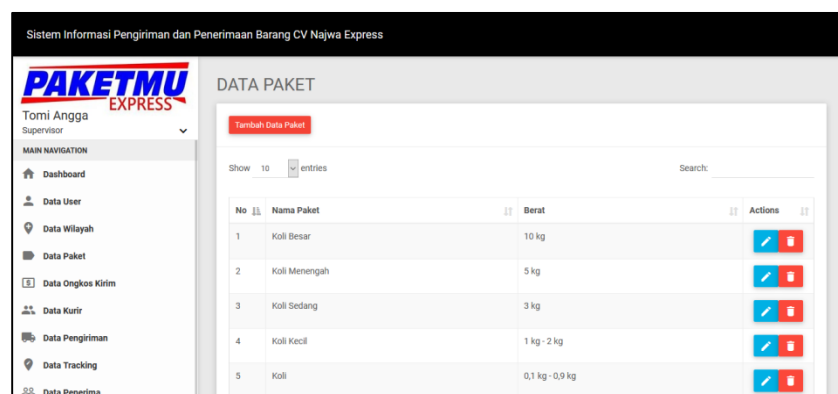 Sistem Informasi Pengiriman dan Penerimaan Barang CV Najwa Express
PAKETMU
EXPRESS
Tomi Angga
Supervisor
MAIN NAVIGATION
Dashboard
Data User
Data Wilayah
Data Paket
Data Ongkos Kirim
Data Kurir
Data Pengiriman
Data Tracking
Data Penerima
DATA PAKET
Tambah Data Paket
Show 10 entries Search:
No Nama Paket Berat Actions
1 Koli Besar 10 kg
2 Koli Menengah 5 kg
3 Koli Sedang 3 kg
4 Koli Kecil 1 kg - 2 kg
5 Koli 0,1 kg - 0,9 kg